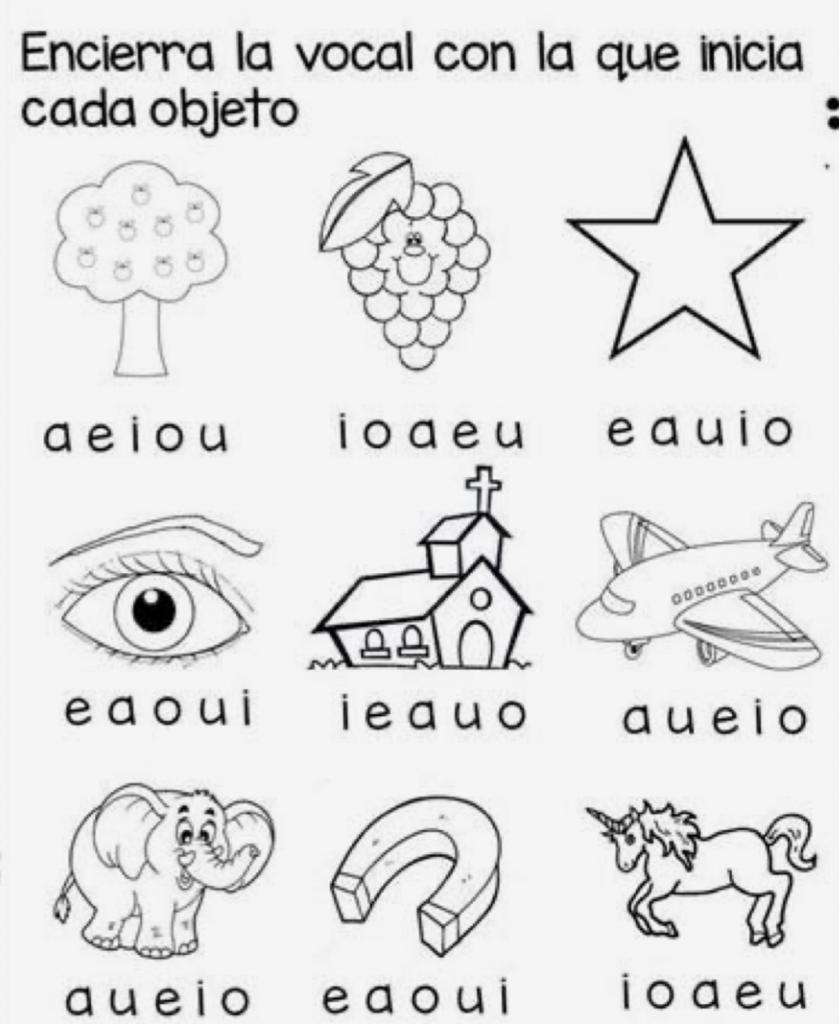 Encierra la vocal con la que inicia
cada objeto
a e i o u
i o a e u
e a u i o
e a o u i
i e a u o
a u e i o
a u e i o
e a o u i
i o a e u